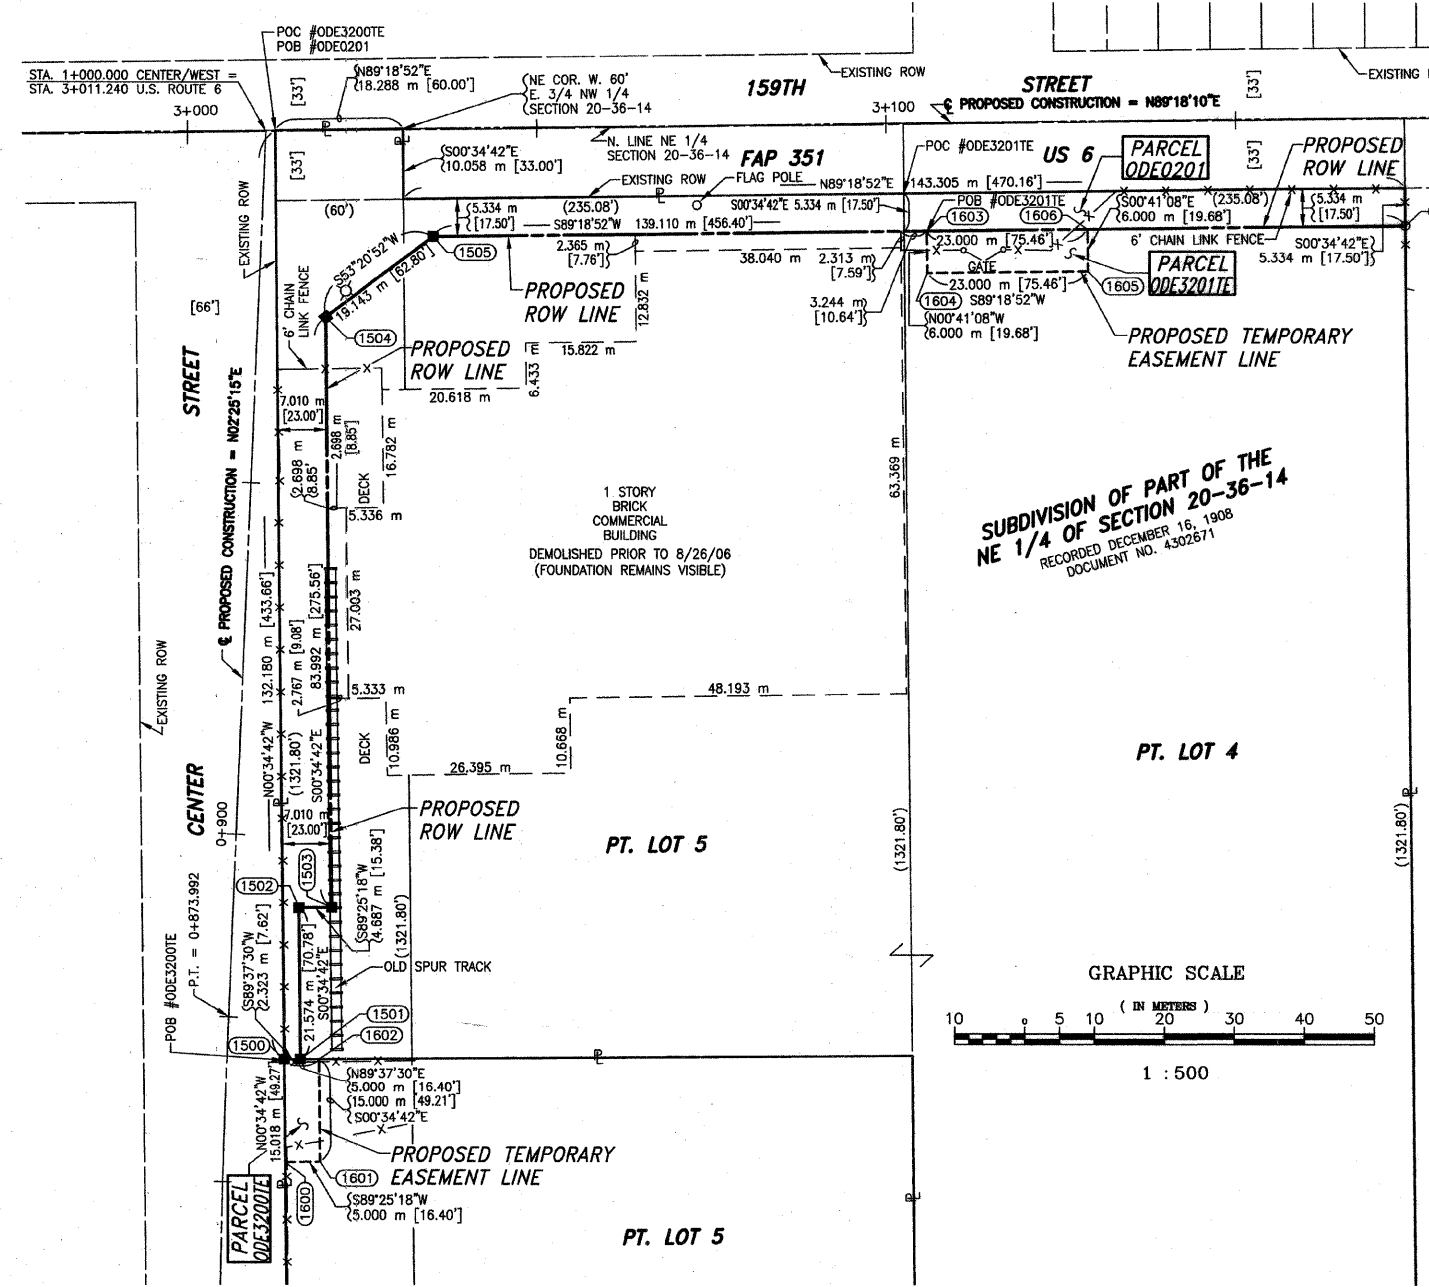 POC #ODE3200TE
POB #ODE0201
STA. 1+000.000 CENTER/WEST =
STA. 3+011.240 U.S. ROUTE 6
3+000
[33']
N89°18'52"E
18.288 m [60.00']
NE COR. W. 60'
E. 3/4 NW 1/4
SECTION 20-36-14
159TH
EXISTING ROW
STREET
℄ PROPOSED CONSTRUCTION = N89°18'10"E
[33']
EXISTING
3+100
[33']
S00°34'42"E
10.058 m [33.00']
N. LINE NE 1/4
SECTION 20-36-14
FAP 351
POC #ODE3201TE
US 6
PARCEL
ODE0201
[33']
PROPOSED
ROW LINE
EXISTING ROW
FLAG POLE
N89°18'52"E 143.305 m [470.16']
EXISTING ROW
(60')
5.334 m
[17.50']
(235.08')
S89°18'52"W 139.110 m [456.40']
S00°34'42"E 5.334 m [17.50']
POB #ODE3201TE
1603
1606
S00°41'08"E
6.000 m [19.68']
(235.08')
5.334 m
[17.50']
S53°20'52"W
19.143 m [62.80']
1505
2.365 m
[7.76']
38.040 m
2.313 m
[7.59']
23.000 m [75.46']
GATE
6' CHAIN LINK FENCE
S00°34'42"E
5.334 m [17.50']
PARCEL
ODE3201TE
[66']
6' CHAIN
LINK FENCE
PROPOSED
ROW LINE
12.832 m
3.244 m
[10.64']
23.000 m [75.46']
1604
S89°18'52"W
1605
N00°41'08"W
6.000 m [19.68']
PROPOSED TEMPORARY
EASEMENT LINE
1504
PROPOSED
ROW LINE
15.822 m
6.433 m
20.618 m
STREET
℄ PROPOSED CONSTRUCTION = N02°25'15"E
7.010 m
[23.00']
2.698 m
[8.85']
2.698 m
(8.85'
16.782 m
DECK
5.336 m
63.369 m
1 STORY
BRICK
COMMERCIAL
BUILDING
DEMOLISHED PRIOR TO 8/26/06
(FOUNDATION REMAINS VISIBLE)
SUBDIVISION OF PART OF THE
NE 1/4 OF SECTION 20-36-14
RECORDED DECEMBER 16, 1908
DOCUMENT NO. 4302671
EXISTING ROW
N00°34'42"W 132.180 m [433.66']
(1321.80')
2.767 m [9.08']
S00°34'42"E 83.992 m [275.56']
27.003 m
5.333 m
DECK
10.986 m
26.395 m
10.668 m
48.193 m
PT. LOT 4
CENTER
0+900
7.010 m
[23.00']
PROPOSED
ROW LINE
PT. LOT 5
(1321.80')
(1321.80')
1502
1503
S89°25'18"W
4.687 m [15.38']
(1321.80')
POB #ODE3200TE
P.T. = 0+873.992
S89°37'30"W
2.323 m [7.62']
21.574 m [70.78']
S00°34'42"E
OLD SPUR TRACK
1501
1602
1500
GRAPHIC SCALE
( IN METERS )
10 0 5 10 20 30 40 50
1 : 500
N89°37'30"E
5.000 m [16.40']
15.000 m [49.21']
S00°34'42"E
N00°34'42"W
15.018 m [49.27']
PROPOSED TEMPORARY
EASEMENT LINE
1601
1600
S89°25'18"W
5.000 m [16.40']
PARCEL
ODE3200TE
PT. LOT 5